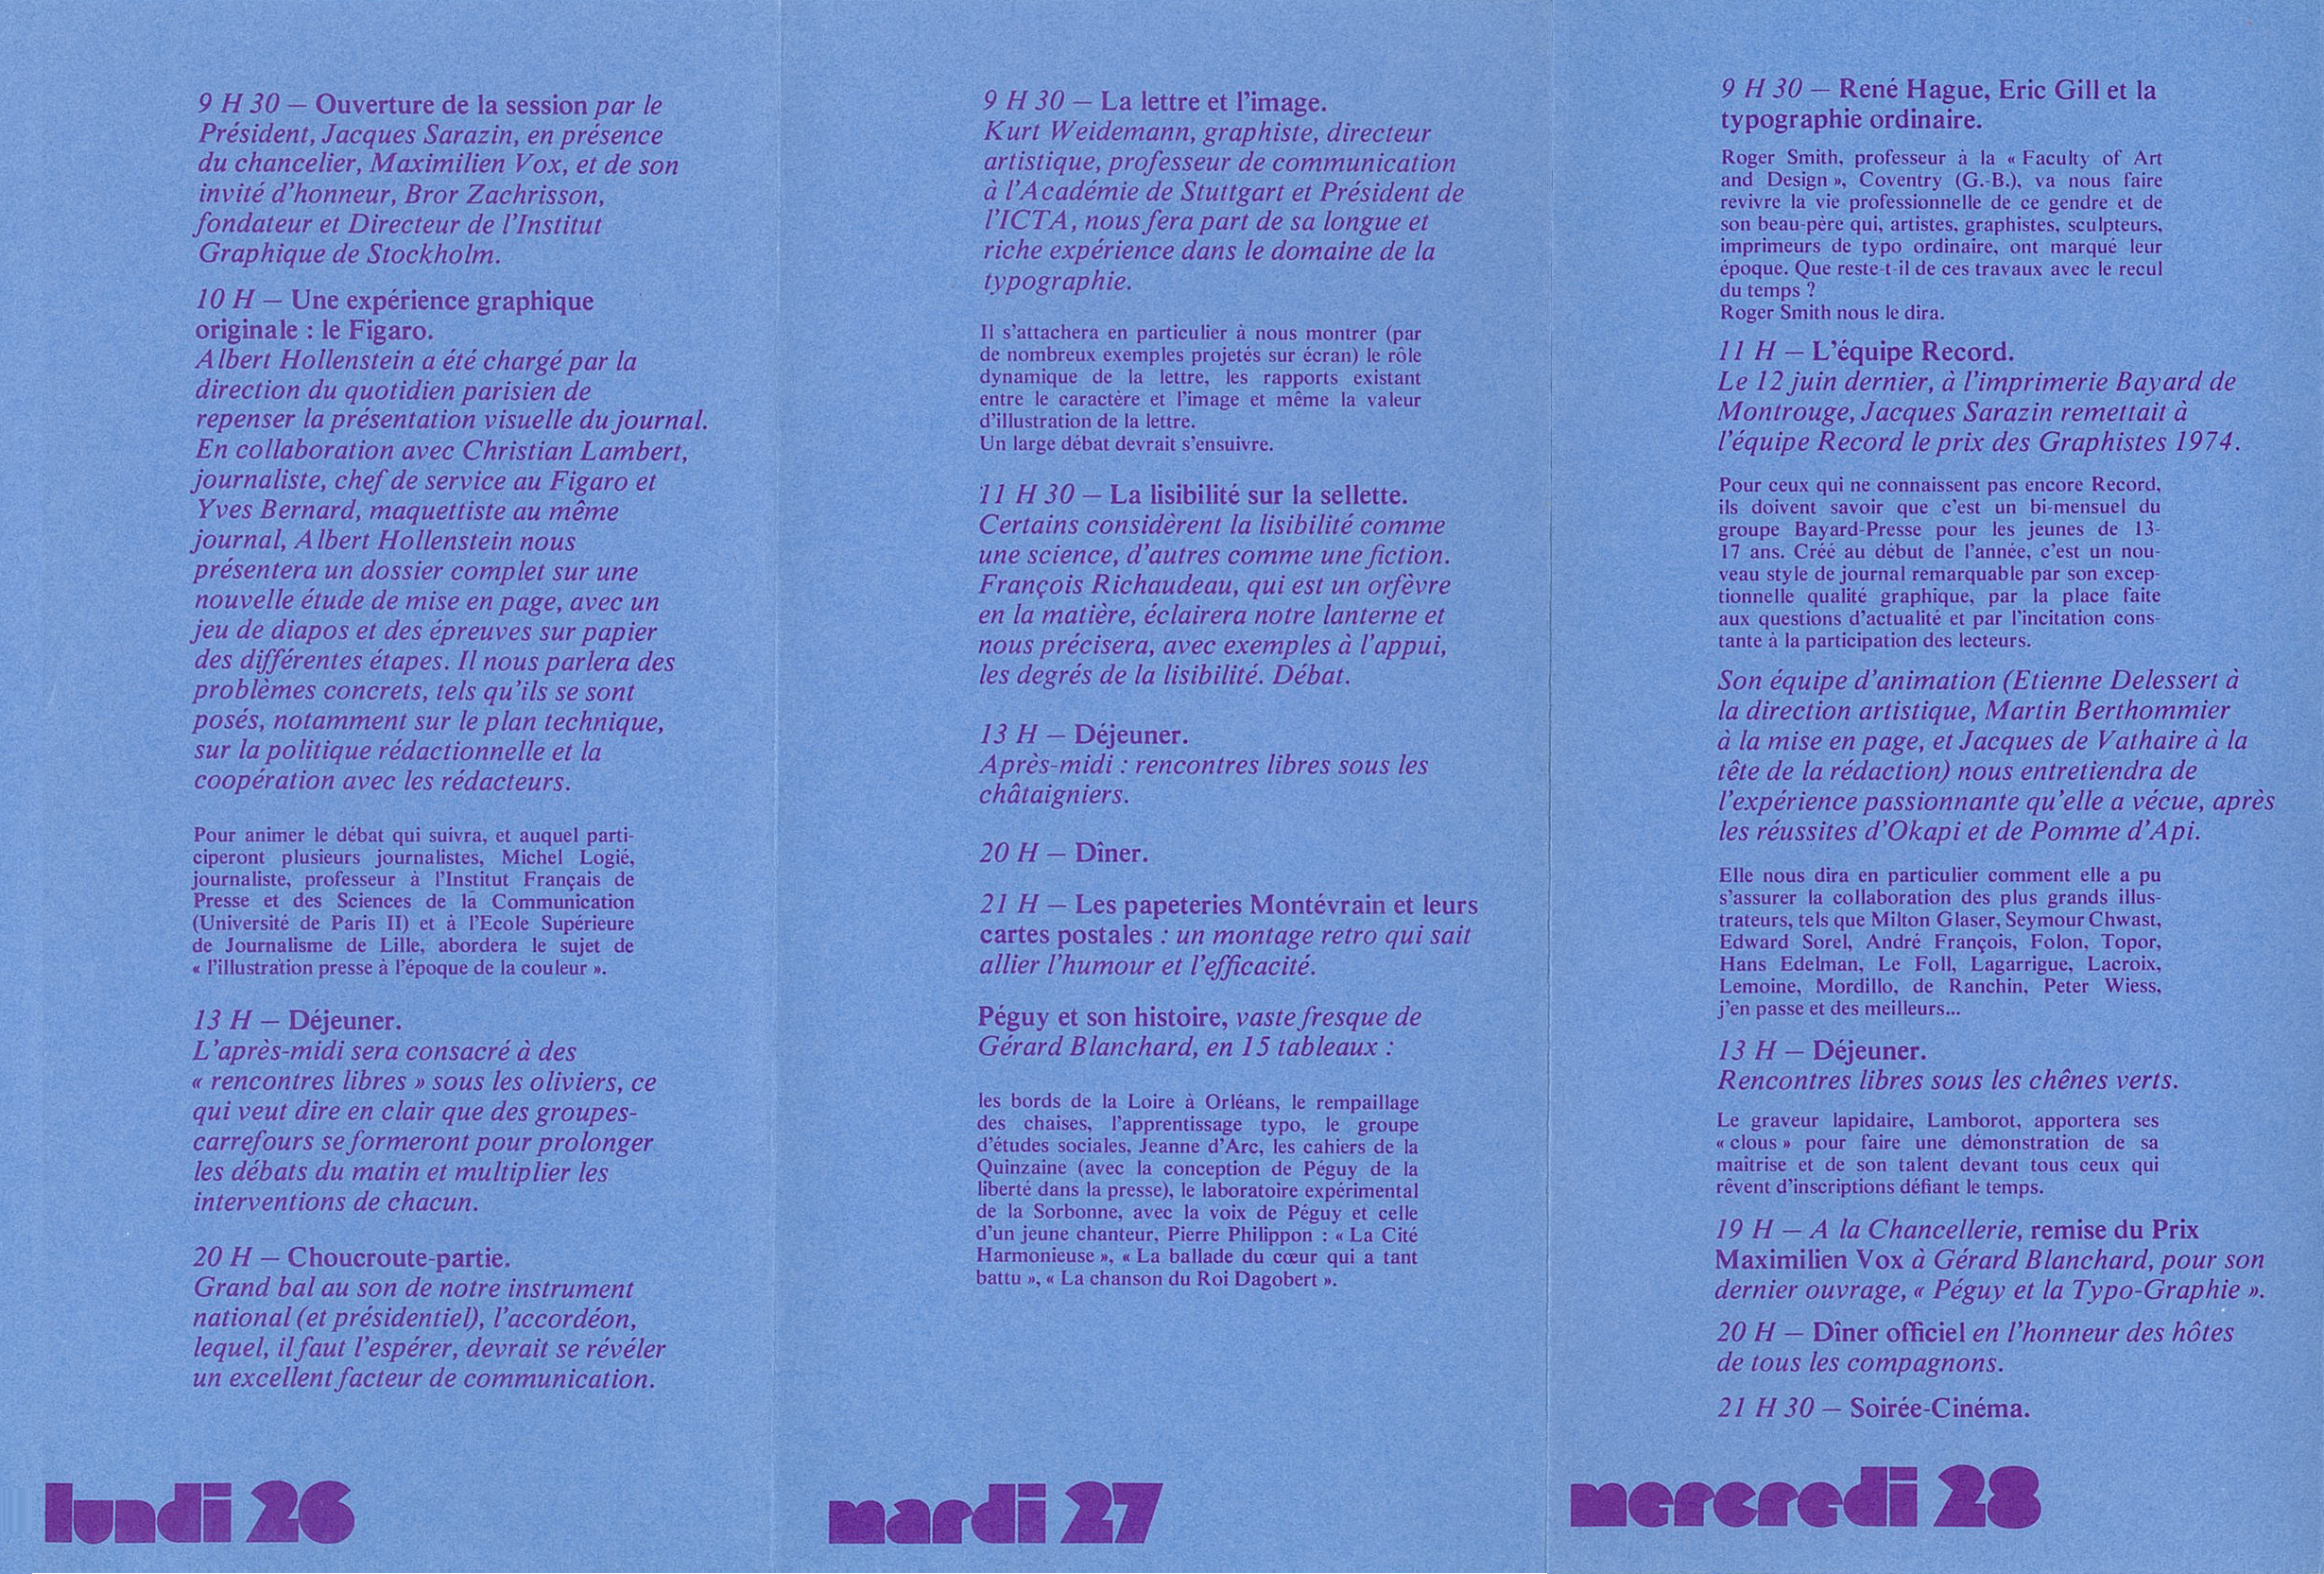 9 H 30 — Ouverture de la session par le
Président, Jacques Sarazin, en présence
du chancelier, Maximilien Vox, et de son
invité d'honneur, Bror Zachrisson,
fondateur et Directeur de l'Institut
Graphique de Stockholm.
10 H — Une expérience graphique
originale : le Figaro.
Albert Hollenstein a été chargé par la
direction du quotidien parisien de
repenser la présentation visuelle du journal.
En collaboration avec Christian Lambert,
journaliste, chef de service au Figaro et
Yves Bernard, maquettiste au même
journal, Albert Hollenstein nous
présentera un dossier complet sur une
nouvelle étude de mise en page, avec un
jeu de diapos et des épreuves sur papier
des différentes étapes. Il nous parlera des
problèmes concrets, tels qu'ils se sont
posés, notamment sur le plan technique,
sur la politique rédactionnelle et la
coopération avec les rédacteurs.
Pour animer le débat qui suivra, et auquel parti-
ciperont plusieurs journalistes, Michel Logié,
journaliste, professeur à l'Institut Français de
Presse et des Sciences de la Communication
(Université de Paris II) et à l'Ecole Supérieure
de Journalisme de Lille, abordera le sujet de
« l'illustration presse à l'époque de la couleur ».
13 H — Déjeuner.
L'après-midi sera consacré à des
« rencontres libres » sous les oliviers, ce
qui veut dire en clair que des groupes-
carrefours se formeront pour prolonger
les débats du matin et multiplier les
interventions de chacun.
20 H — Choucroute-partie.
Grand bal au son de notre instrument
national (et présidentiel), l'accordéon,
lequel, il faut l'espérer, devrait se révéler
un excellent facteur de communication.
lundi 26
9 H 30 — La lettre et l'image.
Kurt Weidemann, graphiste, directeur
artistique, professeur de communication
à l'Académie de Stuttgart et Président de
l'ICTA, nous fera part de sa longue et
riche expérience dans le domaine de la
typographie.
Il s'attachera en particulier à nous montrer (par
de nombreux exemples projetés sur écran) le rôle
dynamique de la lettre, les rapports existant
entre le caractère et l'image et même la valeur
d'illustration de la lettre.
Un large débat devrait s'ensuivre.
11 H 30 — La lisibilité sur la sellette.
Certains considèrent la lisibilité comme
une science, d'autres comme une fiction.
François Richaudeau, qui est un orfèvre
en la matière, éclairera notre lanterne et
nous précisera, avec exemples à l'appui,
les degrés de la lisibilité. Débat.
13 H — Déjeuner.
Après-midi : rencontres libres sous les
châtaigniers.
20 H — Dîner.
21 H — Les papeteries Montévrain et leurs
cartes postales : un montage retro qui sait
allier l'humour et l'efficacité.
Péguy et son histoire, vaste fresque de
Gérard Blanchard, en 15 tableaux :
les bords de la Loire à Orléans, le rempaillage
des chaises, l'apprentissage typo, le groupe
d'études sociales, Jeanne d'Arc, les cahiers de la
Quinzaine (avec la conception de Péguy de la
liberté dans la presse), le laboratoire expérimental
de la Sorbonne, avec la voix de Péguy et celle
d'un jeune chanteur, Pierre Philippon : « La Cité
Harmonieuse », « La ballade du cœur qui a tant
battu », « La chanson du Roi Dagobert ».
mardi 27
9 H 30 — René Hague, Eric Gill et la
typographie ordinaire.
Roger Smith, professeur à la « Faculty of Art
and Design », Coventry (G.-B.), va nous faire
revivre la vie professionnelle de ce gendre et de
son beau-père qui, artistes, graphistes, sculpteurs,
imprimeurs de typo ordinaire, ont marqué leur
époque. Que reste-t-il de ces travaux avec le recul
du temps ?
Roger Smith nous le dira.
11 H — L'équipe Record.
Le 12 juin dernier, à l'imprimerie Bayard de
Montrouge, Jacques Sarazin remettait à
l'équipe Record le prix des Graphistes 1974.
Pour ceux qui ne connaissent pas encore Record,
ils doivent savoir que c'est un bi-mensuel du
groupe Bayard-Presse pour les jeunes de 13-
17 ans. Créé au début de l'année, c'est un nou-
veau style de journal remarquable par son excep-
tionnelle qualité graphique, par la place faite
aux questions d'actualité et par l'incitation cons-
tante à la participation des lecteurs.
Son équipe d'animation (Etienne Delessert à
la direction artistique, Martin Berthommier
à la mise en page, et Jacques de Vathaire à la
tête de la rédaction) nous entretiendra de
l'expérience passionnante qu'elle a vécue, après
les réussites d'Okapi et de Pomme d'Api.
Elle nous dira en particulier comment elle a pu
s'assurer la collaboration des plus grands illus-
trateurs, tels que Milton Glaser, Seymour Chwast,
Edward Sorel, André François, Folon, Topor,
Hans Edelman, Le Foll, Lagarrigue, Lacroix,
Lemoine, Mordillo, de Ranchin, Peter Wiess,
j'en passe et des meilleurs...
13 H — Déjeuner.
Rencontres libres sous les chênes verts.
Le graveur lapidaire, Lamborot, apportera ses
« clous » pour faire une démonstration de sa
maîtrise et de son talent devant tous ceux qui
rêvent d'inscriptions défiant le temps.
19 H — A la Chancellerie, remise du Prix
Maximilien Vox à Gérard Blanchard, pour son
dernier ouvrage, « Péguy et la Typo-Graphie ».
20 H — Dîner officiel en l'honneur des hôtes
de tous les compagnons.
21 H 30 — Soirée-Cinéma.
mercredi 28